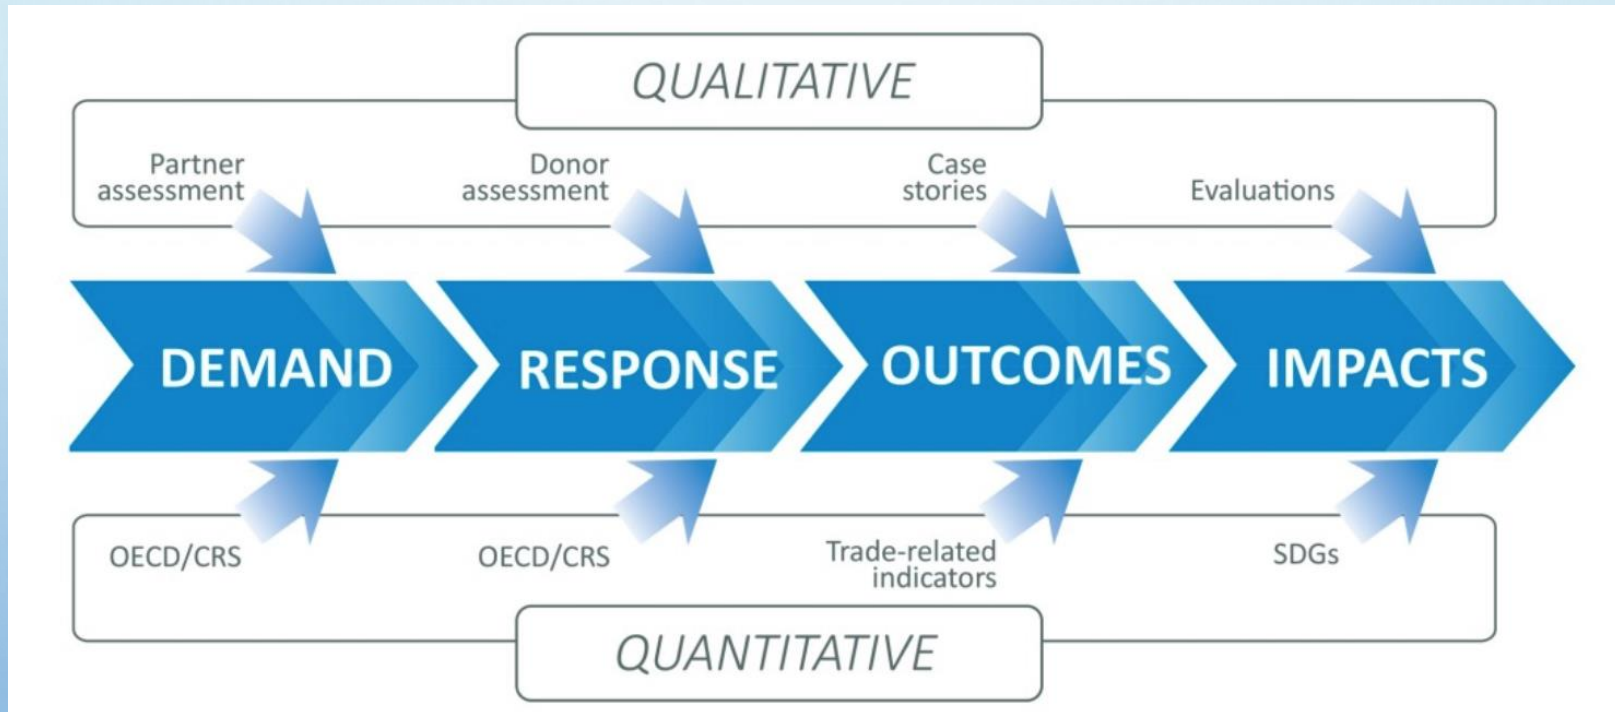 QUALITATIVE
Partner
assessment
Donor
assessment
Case
stories
Evaluations
DEMAND
RESPONSE
OUTCOMES
IMPACTS
OECD/CRS
OECD/CRS
Trade-related
indicators
SDGs
QUANTITATIVE